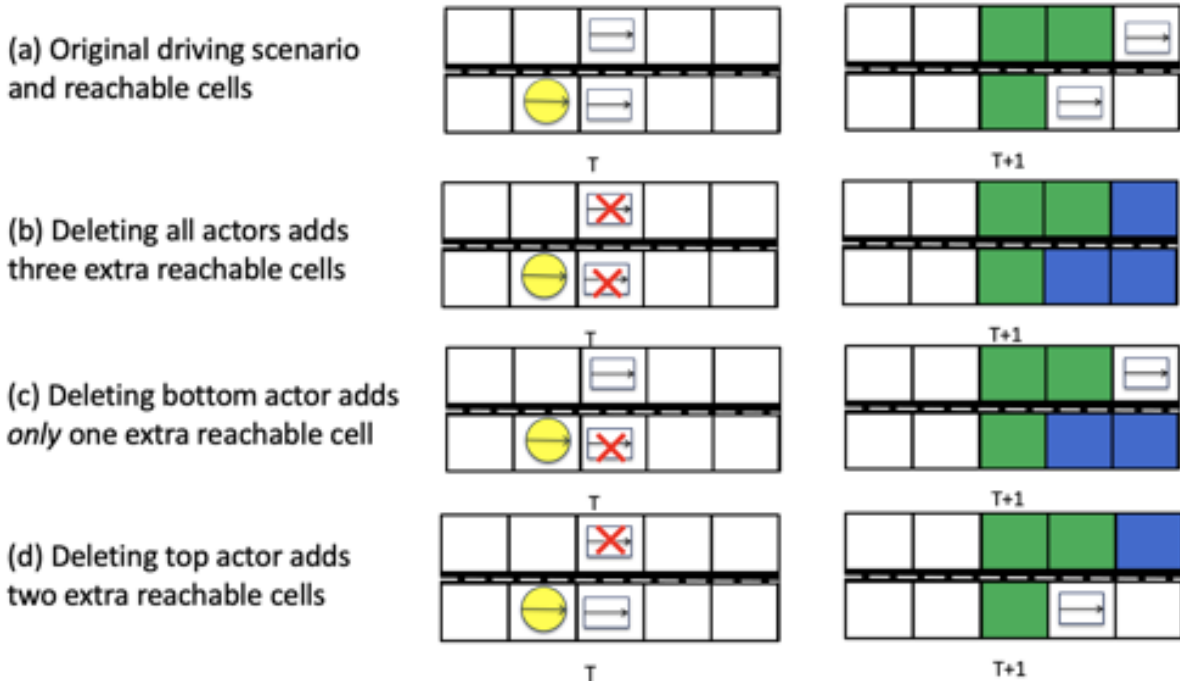 (a) Original driving scenario
and reachable cells
T
T+1
(b) Deleting all actors adds
three extra reachable cells
T
T+1
(c) Deleting bottom actor adds
only one extra reachable cell
T
T+1
(d) Deleting top actor adds
two extra reachable cells
T
T+1